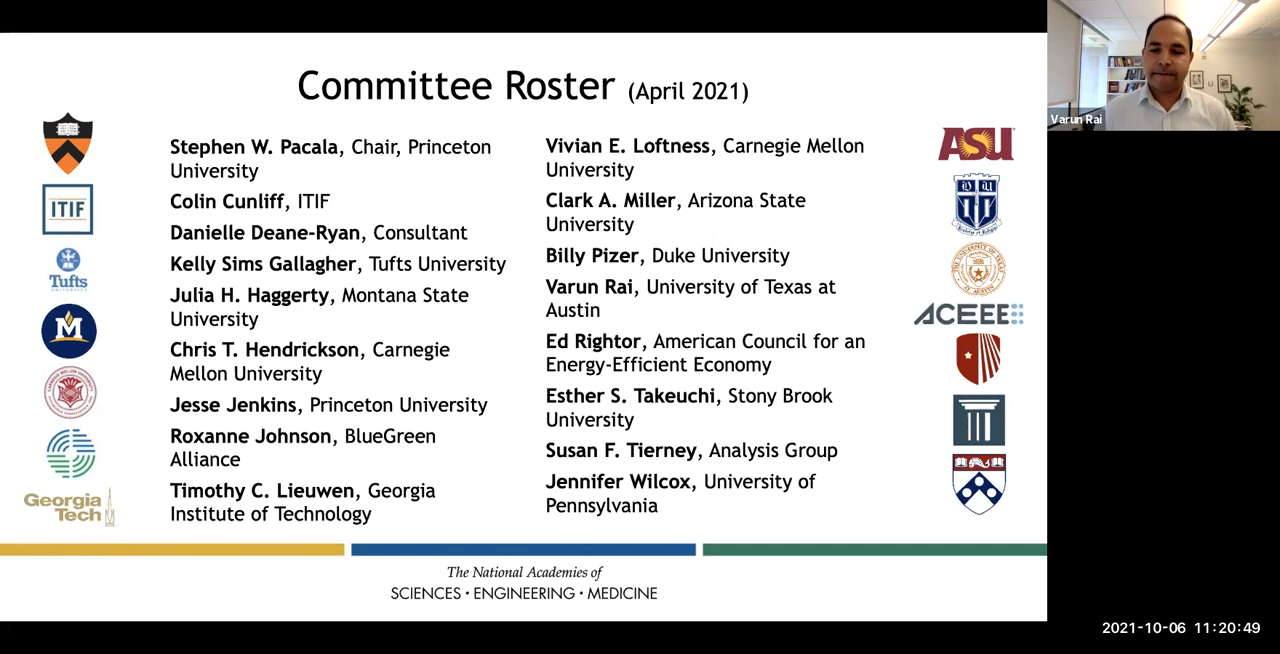 Committee Roster (April 2021)
Stephen W. Pacala, Chair, Princeton
University
Colin Cunliff, ITIF
Danielle Deane-Ryan, Consultant
Kelly Sims Gallagher, Tufts University
Julia H. Haggerty, Montana State
University
Chris T. Hendrickson, Carnegie
Mellon University
Jesse Jenkins, Princeton University
Roxanne Johnson, BlueGreen
Alliance
Timothy C. Lieuwen, Georgia
Institute of Technology
Vivian E. Loftness, Carnegie Mellon
University
Clark A. Miller, Arizona State
University
Billy Pizer, Duke University
Varun Rai, University of Texas at
Austin
Ed Rightor, American Council for an
Energy-Efficient Economy
Esther S. Takeuchi, Stony Brook
University
Susan F. Tierney, Analysis Group
Jennifer Wilcox, University of
Pennsylvania
ITIF
Tufts
UNIVERSITY
M
Georgia
Tech
ASU
ACEEE
The National Academies of
SCIENCES • ENGINEERING • MEDICINE
Varun Rai
2021-10-06 11:20:49